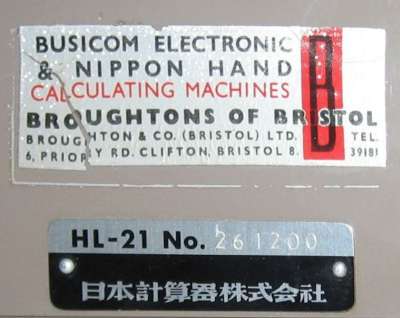 BUSICOM ELECTRONIC
& NIPPON HAND
CALCULATING MACHINES
B
BROUGHTONS OF BRISTOL
BROUGHTON & CO. (BRISTOL) LTD. TEL.
6, PRIORY RD. CLIFTON, BRISTOL 8. 39181
HL-21 No. 261200
日本計算器株式会社